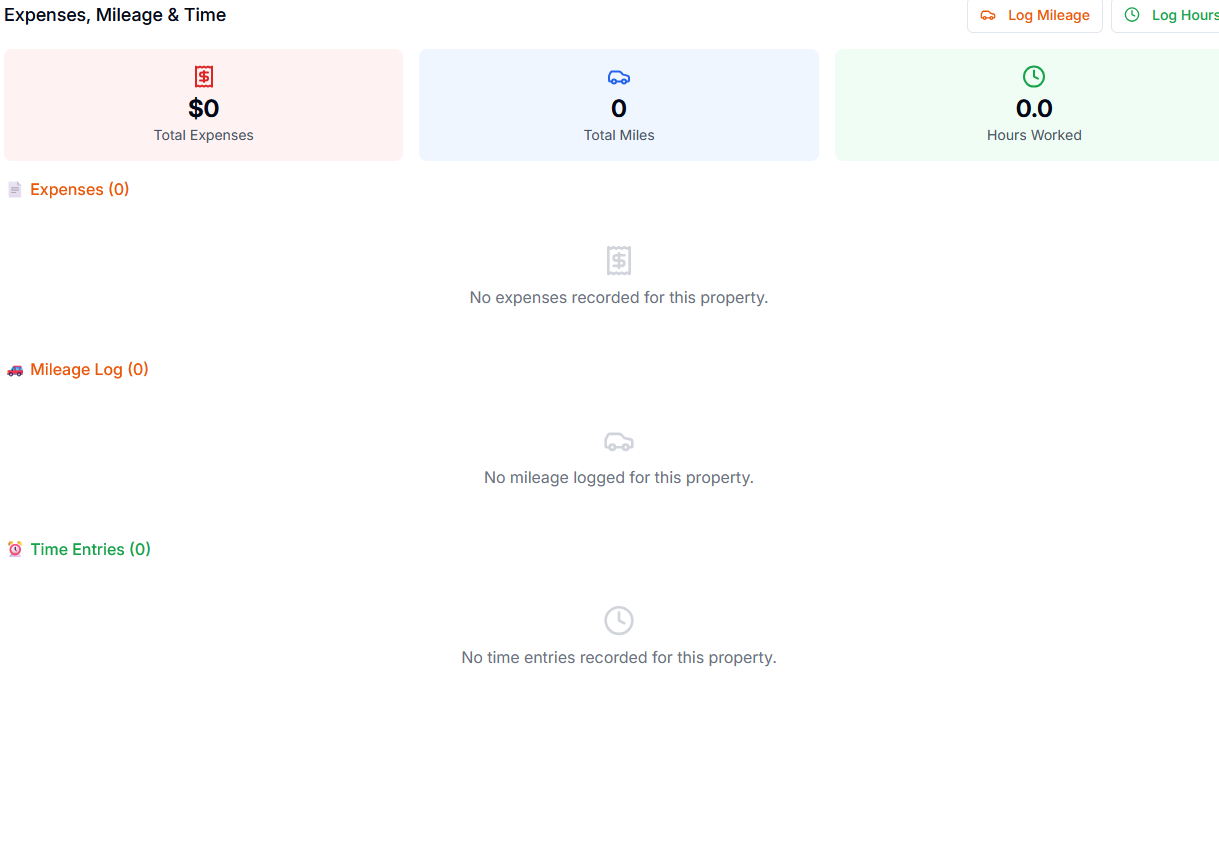 Expenses, Mileage & Time
Log Mileage
Log Hours
$0
Total Expenses
0
Total Miles
0.0
Hours Worked
Expenses (0)
No expenses recorded for this property.
Mileage Log (0)
No mileage logged for this property.
Time Entries (0)
No time entries recorded for this property.